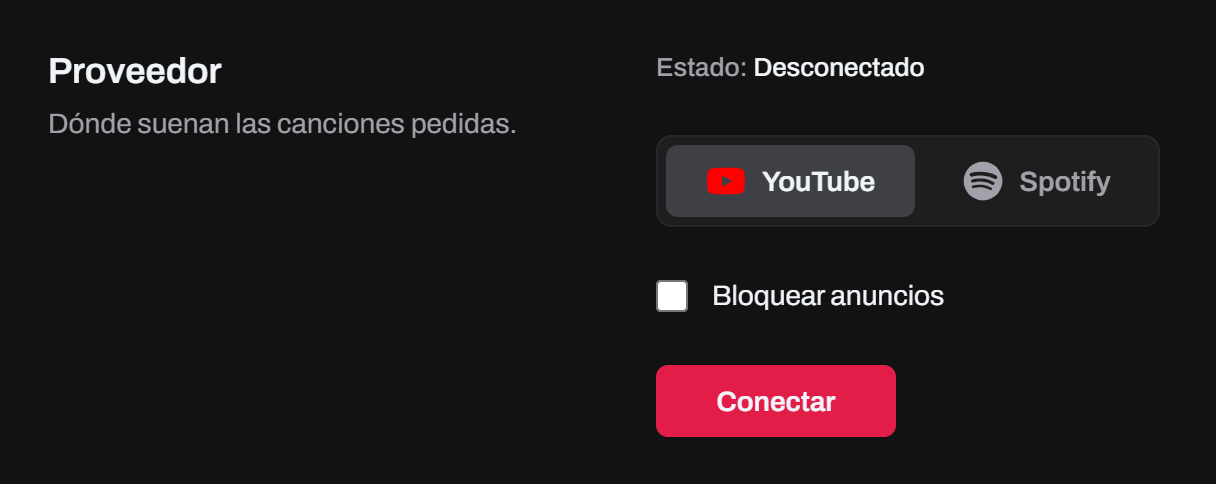 Proveedor
Dónde suenan las canciones pedidas.
Estado: Desconectado
YouTube
Spotify
Bloquear anuncios
Conectar